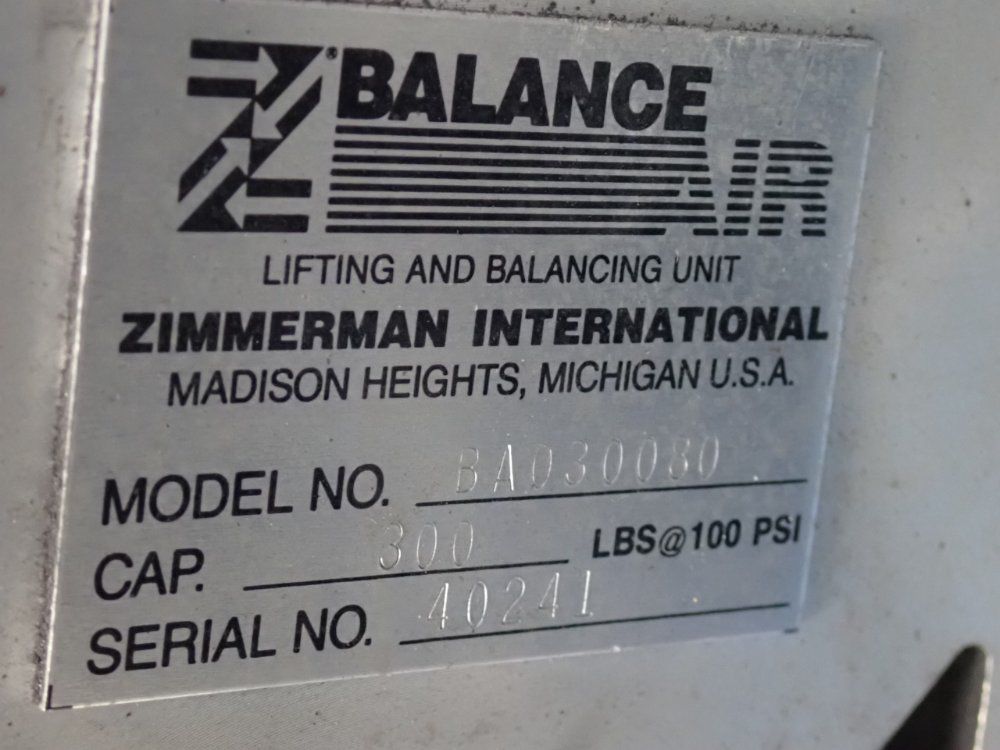 Z® BALANCE
AIR
LIFTING AND BALANCING UNIT
ZIMMERMAN INTERNATIONAL
MADISON HEIGHTS, MICHIGAN U.S.A.
MODEL NO. BA030080
CAP. 300 LBS@100 PSI
SERIAL NO. 40241